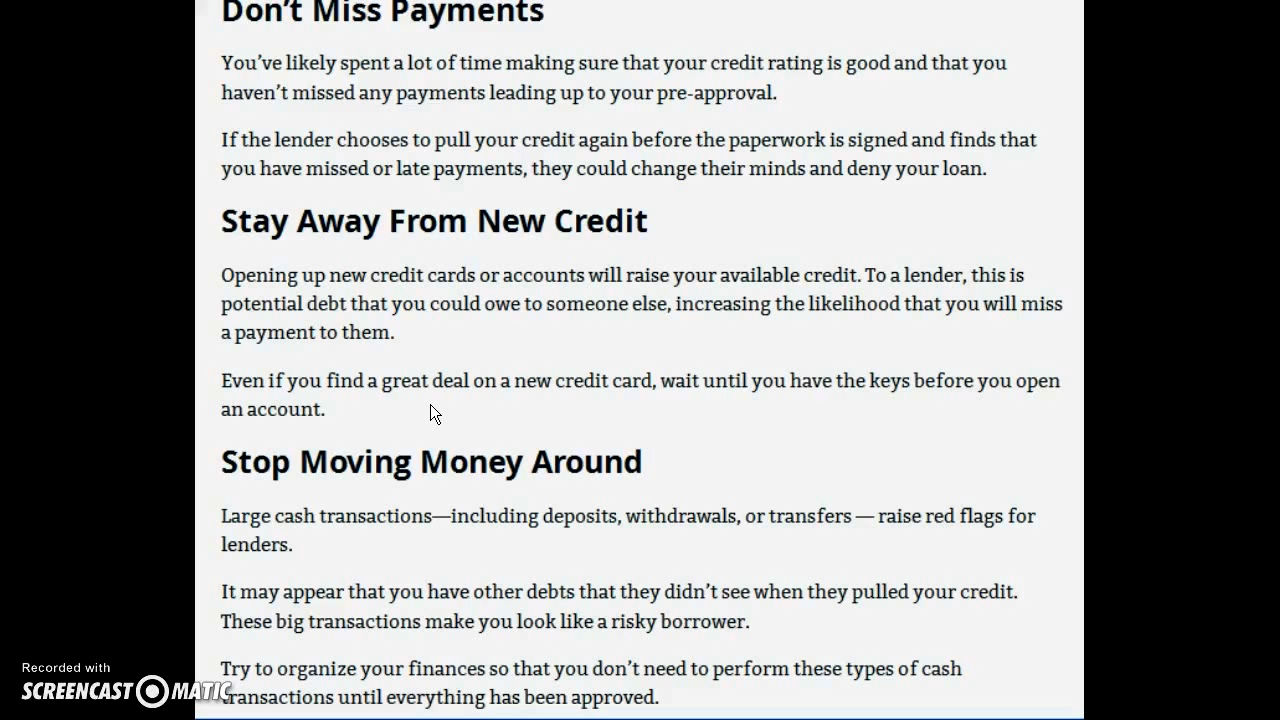 Don’t Miss Payments
You’ve likely spent a lot of time making sure that your credit rating is good and that you
haven’t missed any payments leading up to your pre-approval.
If the lender chooses to pull your credit again before the paperwork is signed and finds that
you have missed or late payments, they could change their minds and deny your loan.
Stay Away From New Credit
Opening up new credit cards or accounts will raise your available credit. To a lender, this is
potential debt that you could owe to someone else, increasing the likelihood that you will miss
a payment to them.
Even if you find a great deal on a new credit card, wait until you have the keys before you open
an account.
Stop Moving Money Around
Large cash transactions—including deposits, withdrawals, or transfers — raise red flags for
lenders.
It may appear that you have other debts that they didn’t see when they pulled your credit.
These big transactions make you look like a risky borrower.
Try to organize your finances so that you don’t need to perform these types of cash
transactions until everything has been approved.
Recorded with
SCREENCAST MATIC